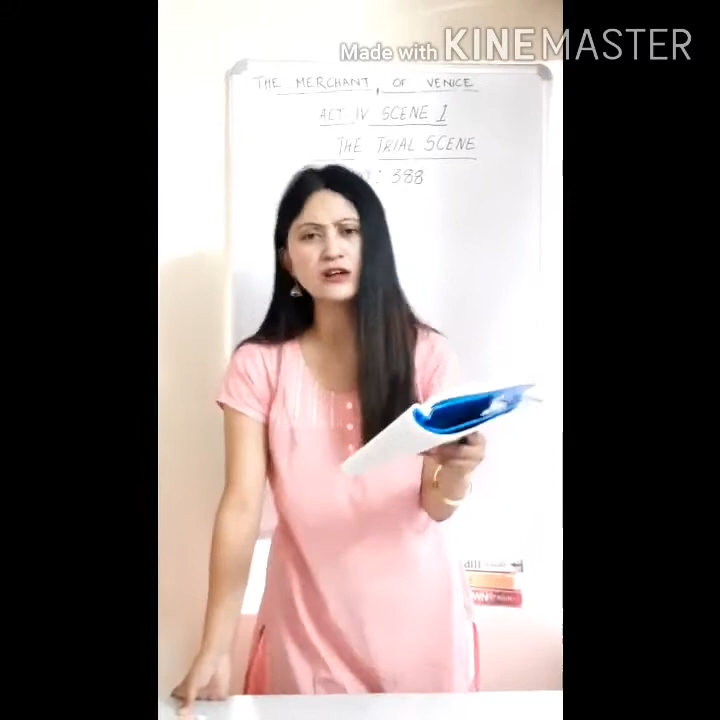 Made with KINEMASTER
THE MERCHANT, OF VENICE
ACT IV SCENE 1
THE TRIAL SCENE
: 388